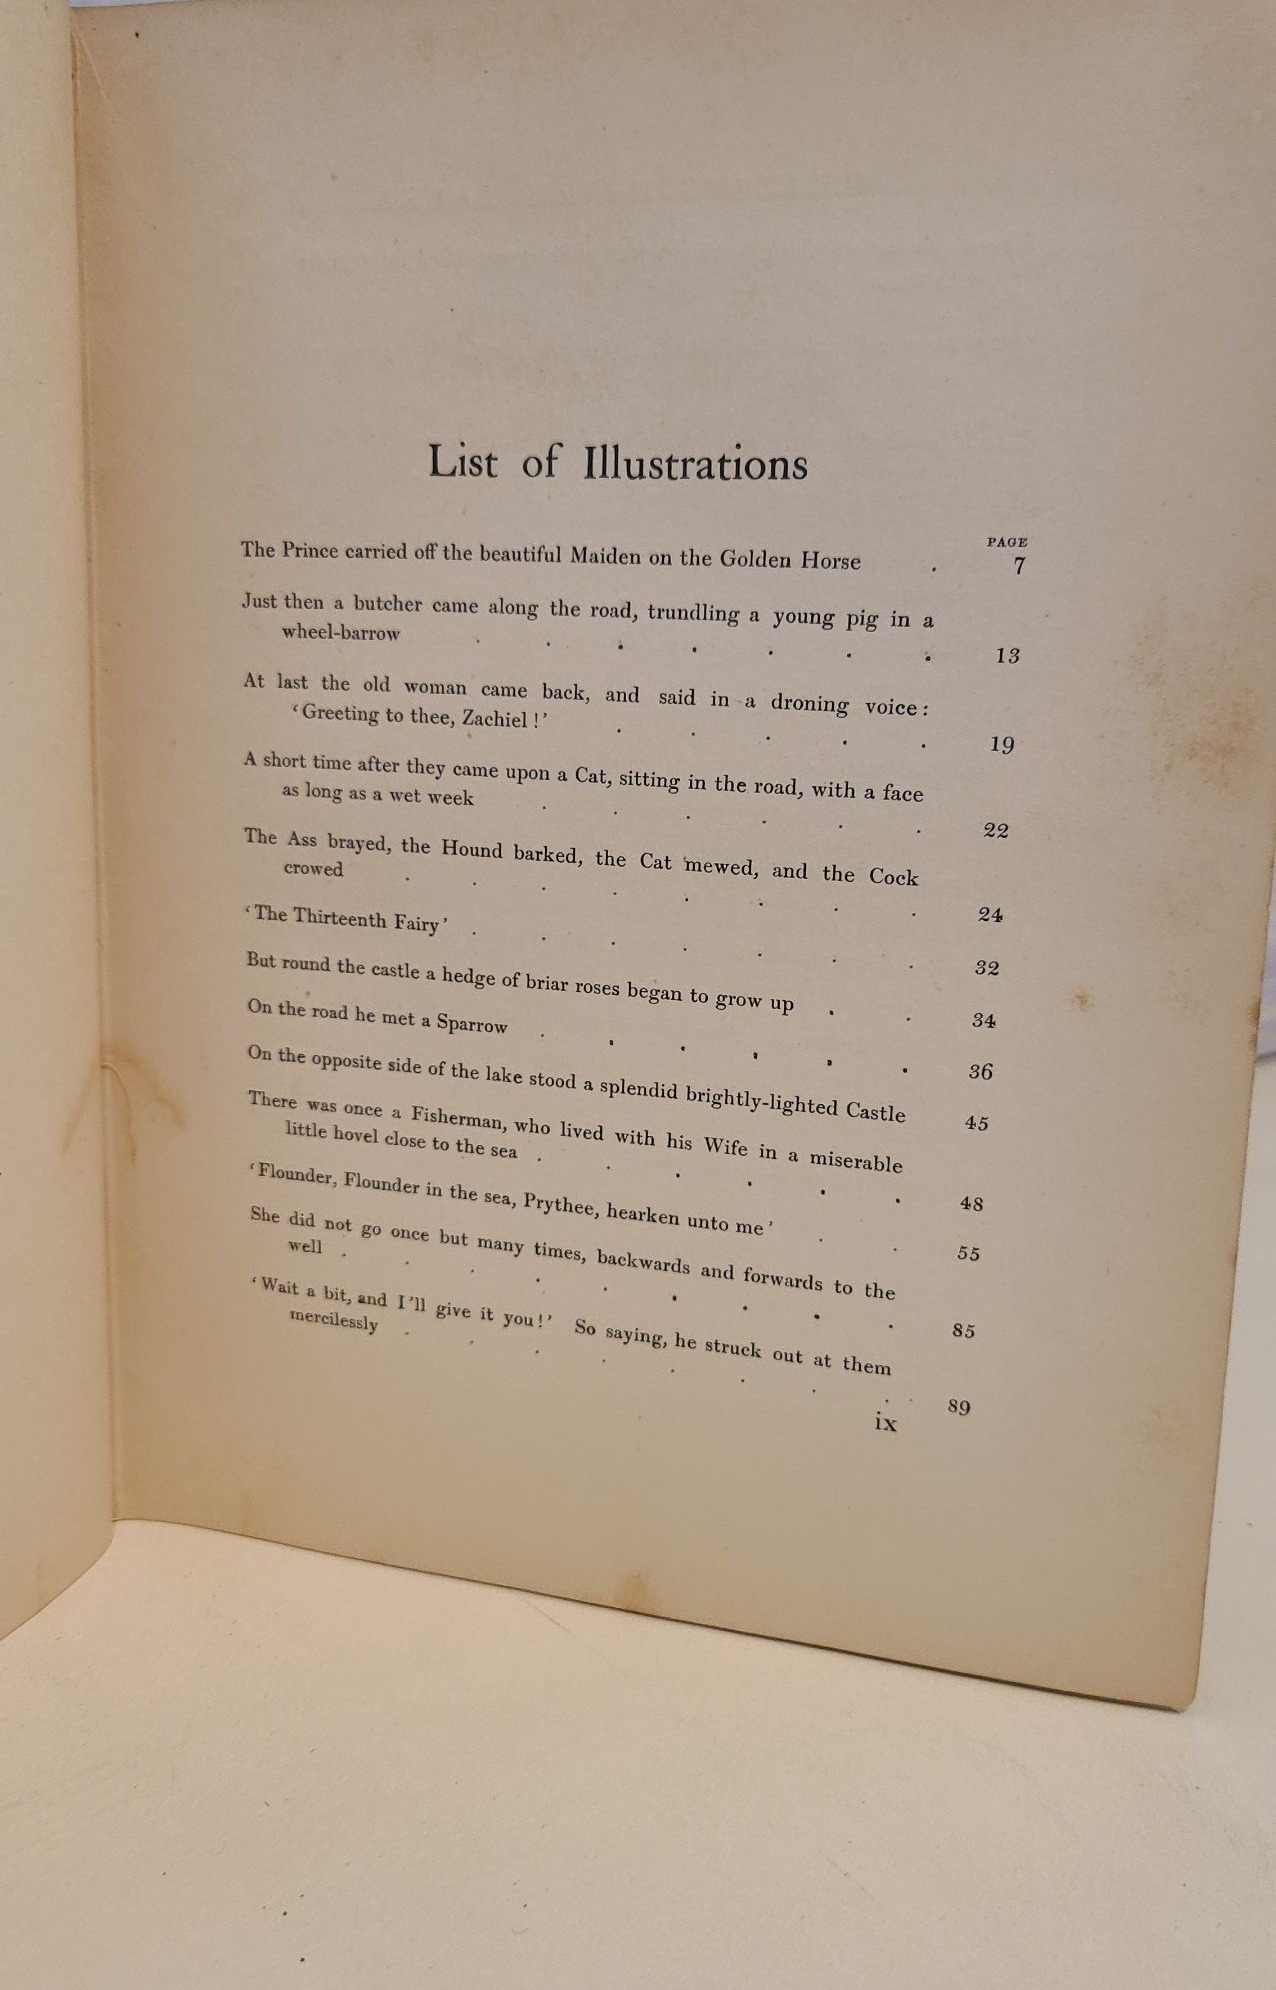 List of Illustrations
PAGE
The Prince carried off the beautiful Maiden on the Golden Horse . 7
Just then a butcher came along the road, trundling a young pig in a
wheel-barrow . . . . . . . 13
At last the old woman came back, and said in a droning voice:
‘Greeting to thee, Zachiel!’ . . . . . 19
A short time after they came upon a Cat, sitting in the road, with a face
as long as a wet week . . . . . . 22
The Ass brayed, the Hound barked, the Cat mewed, and the Cock
crowed . . . . . . . . 24
‘The Thirteenth Fairy’ . . . . . . . 32
But round the castle a hedge of briar roses began to grow up . . 34
On the road he met a Sparrow . . . . . . 36
On the opposite side of the lake stood a splendid brightly-lighted Castle 45
There was once a Fisherman, who lived with his Wife in a miserable
little hovel close to the sea . . . . . . 48
‘Flounder, Flounder in the sea, Prythee, hearken unto me’ . . 55
She did not go once but many times, backwards and forwards to the
well . . . . . . . . . 85
‘Wait a bit, and I’ll give it you!’ So saying, he struck out at them
mercilessly . . . . . . . . 89
ix